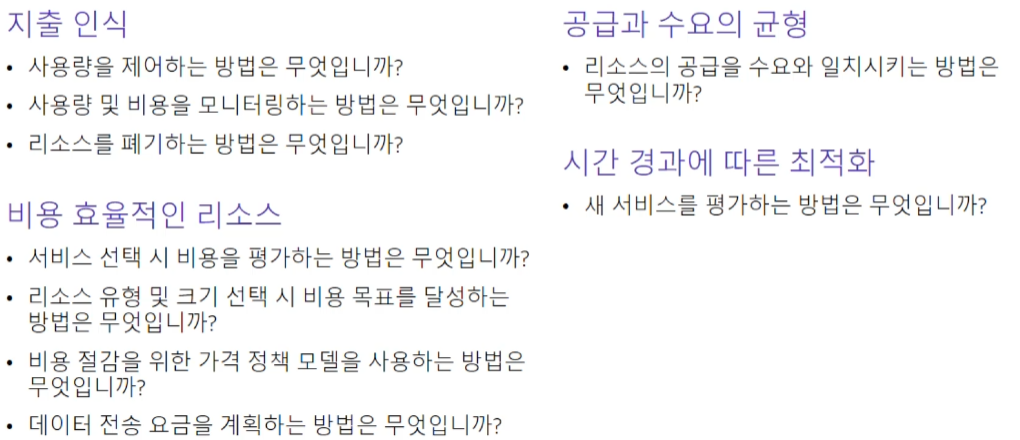 지출 인식
• 사용량을 제어하는 방법은 무엇입니까?
• 사용량 및 비용을 모니터링하는 방법은 무엇입니까?
• 리소스를 폐기하는 방법은 무엇입니까?
비용 효율적인 리소스
• 서비스 선택 시 비용을 평가하는 방법은 무엇입니까?
• 리소스 유형 및 크기 선택 시 비용 목표를 달성하는
방법은 무엇입니까?
• 비용 절감을 위한 가격 정책 모델을 사용하는 방법은
무엇입니까?
• 데이터 전송 요금을 계획하는 방법은 무엇입니까?
공급과 수요의 균형
• 리소스의 공급을 수요와 일치시키는 방법은
무엇입니까?
시간 경과에 따른 최적화
• 새 서비스를 평가하는 방법은 무엇입니까?